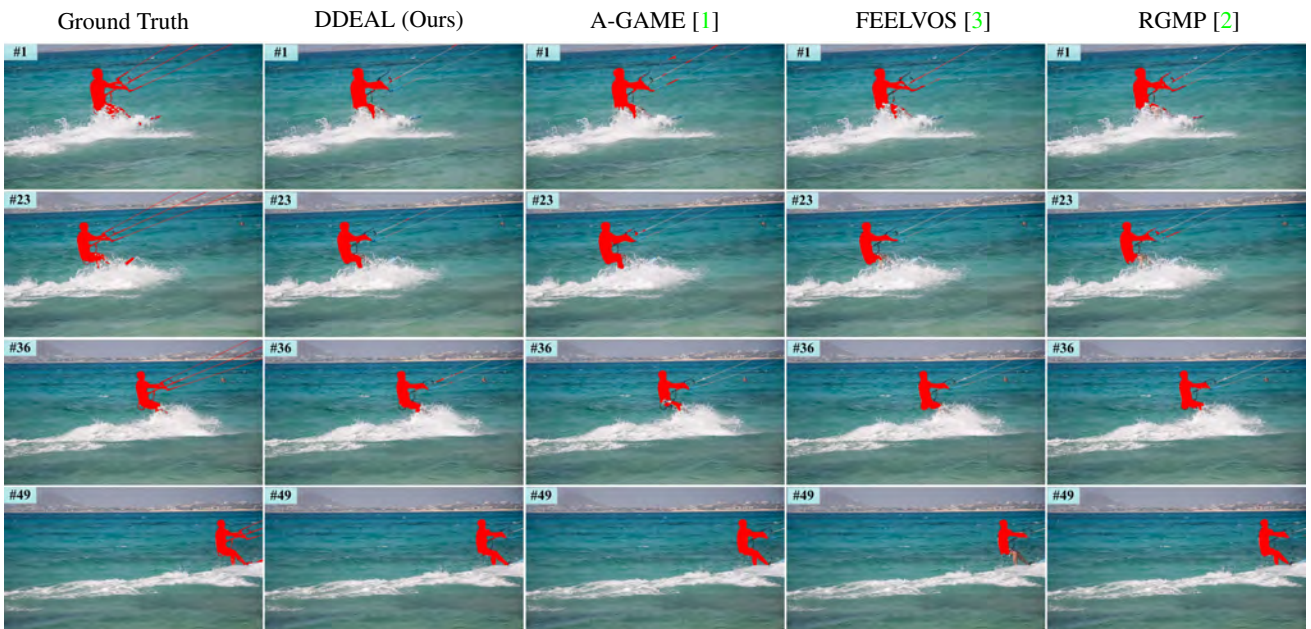 Ground Truth DDEAL (Ours) A-GAME [1] FEELVOS [3] RGMP [2]
#1 #1 #1 #1 #1
#23 #23 #23 #23 #23
#36 #36 #36 #36 #36
#49 #49 #49 #49 #49